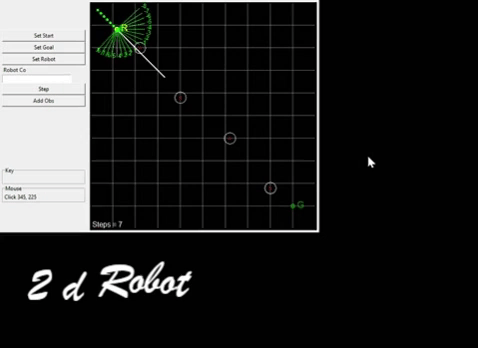 Set Start
Set Goal
Set Robot
Robot Co
Step
Add Obs
Key
Mouse
Click 345, 225
R
G
Steps = 7
2 d Robot